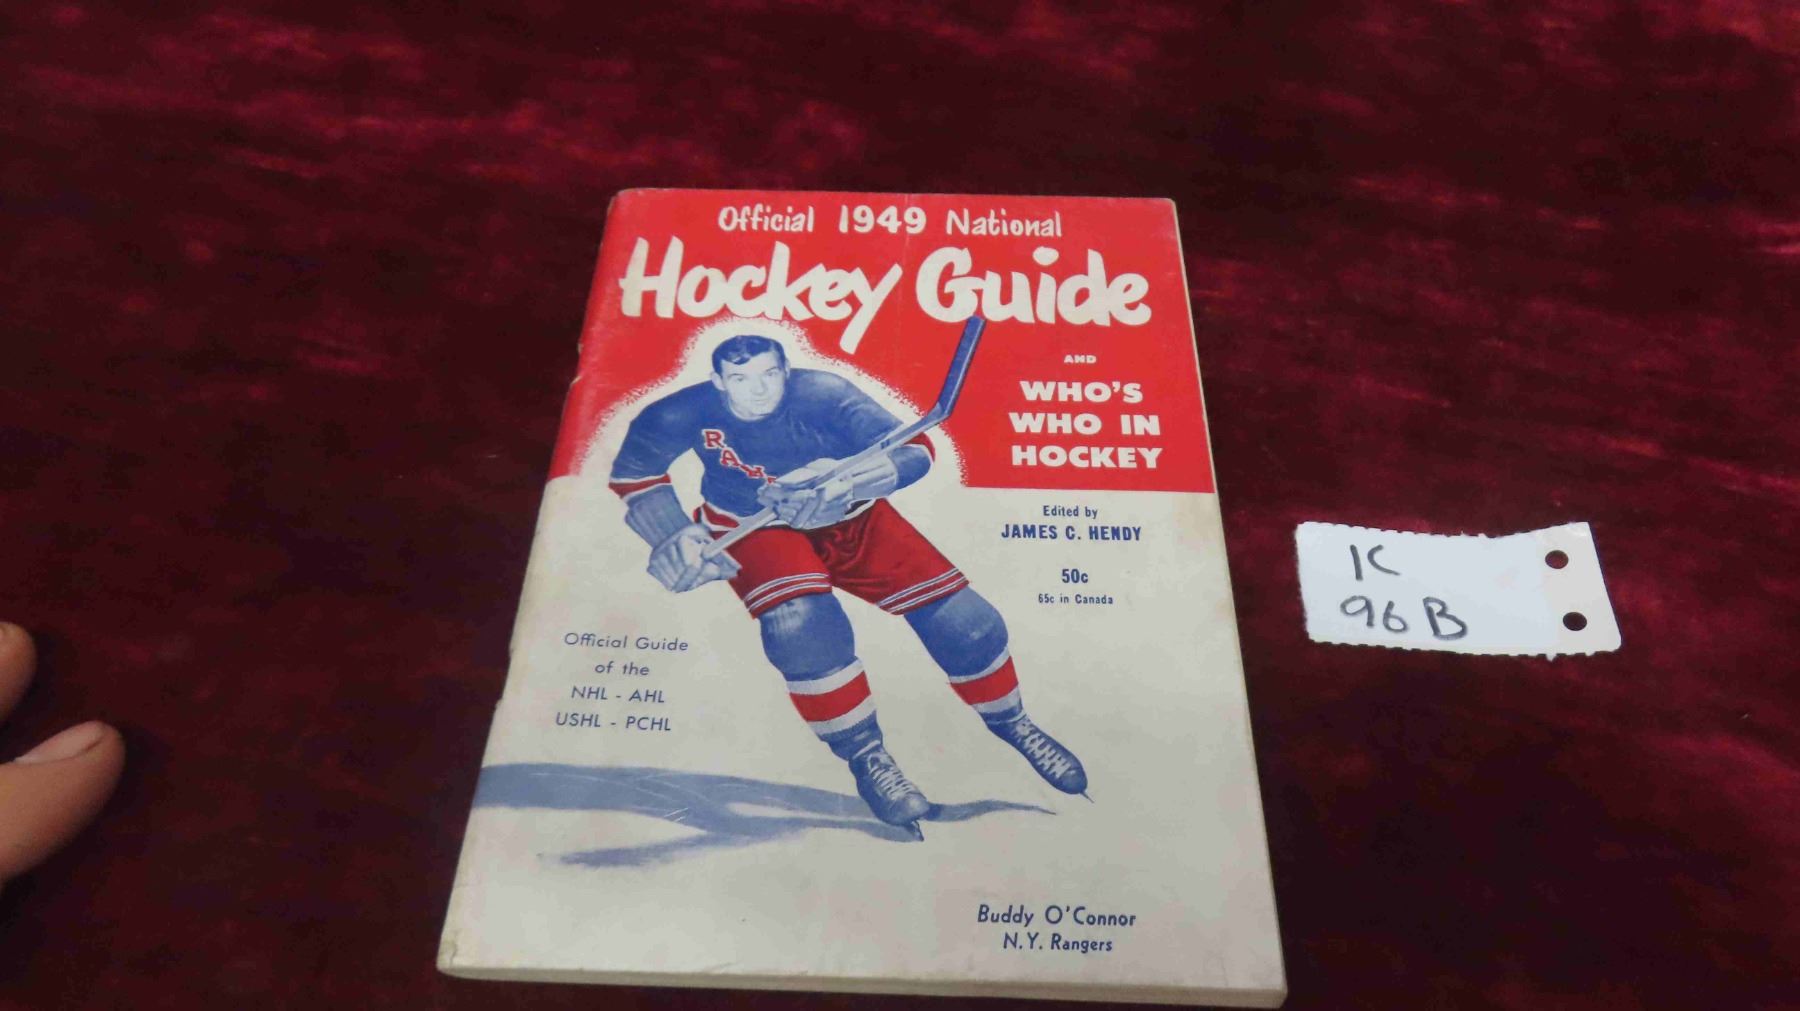 Official 1949 National
Hockey Guide
AND
WHO'S
WHO IN
HOCKEY
Edited by
JAMES C. HENDY
50c
65c in Canada
Official Guide
of the
NHL - AHL
USHL - PCHL
Buddy O'Connor
N.Y. Rangers
K
96B